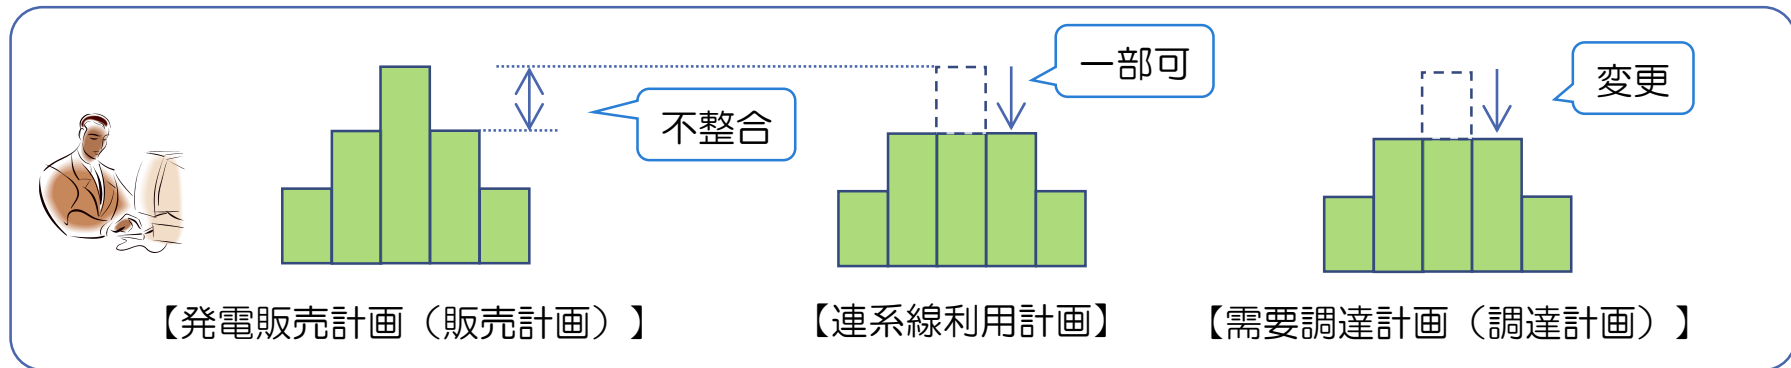 一部可
変更
不整合
【発電販売計画（販売計画）】
【連系線利用計画】
【需要調達計画（調達計画）】